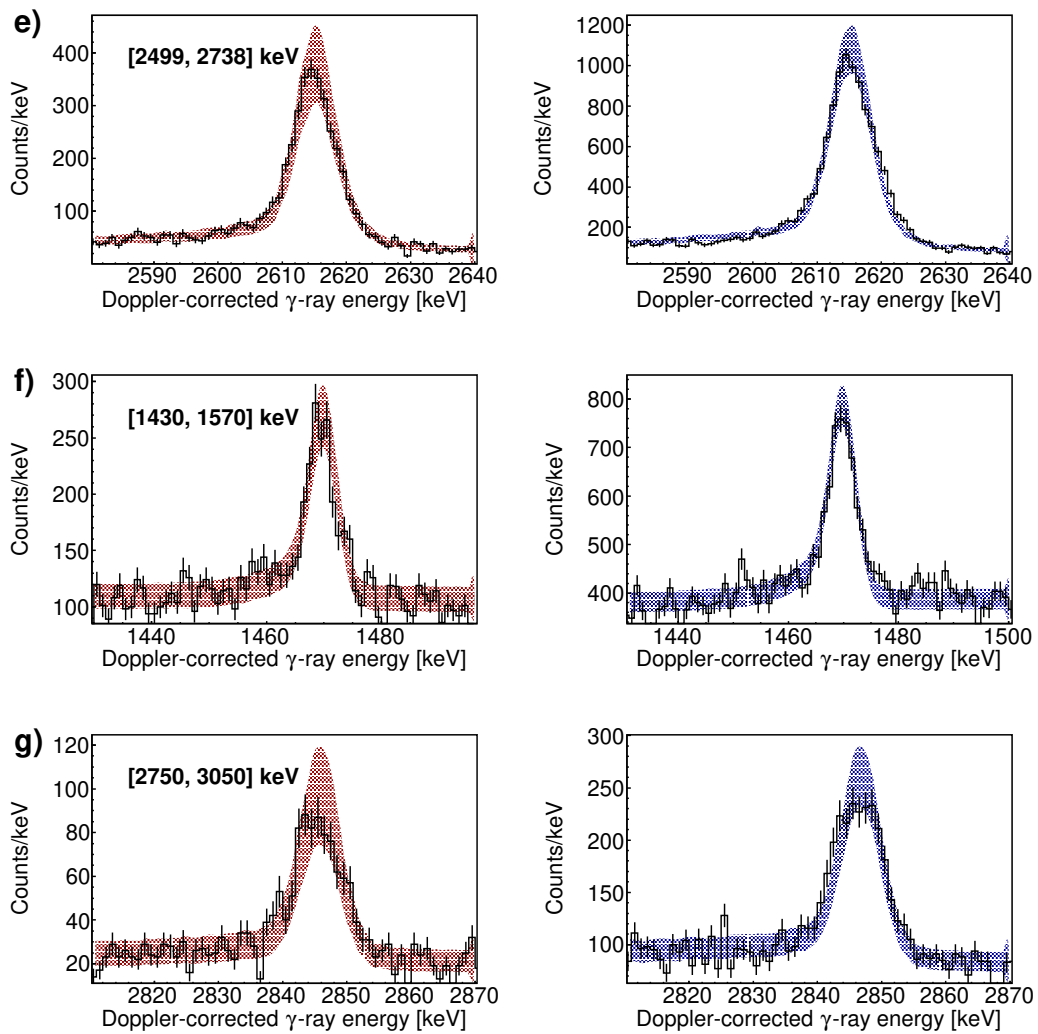 e)
[2499, 2738] keV
Counts/keV
400
300
200
100
2590 2600 2610 2620 2630 2640
Doppler-corrected γ-ray energy [keV]
Counts/keV
1200
1000
800
600
400
200
2590 2600 2610 2620 2630 2640
Doppler-corrected γ-ray energy [keV]
f)
[1430, 1570] keV
Counts/keV
300
250
200
150
100
1440 1460 1480
Doppler-corrected γ-ray energy [keV]
Counts/keV
800
700
600
500
400
1440 1460 1480 1500
Doppler-corrected γ-ray energy [keV]
g)
[2750, 3050] keV
Counts/keV
120
100
80
60
40
20
2820 2830 2840 2850 2860 2870
Doppler-corrected γ-ray energy [keV]
Counts/keV
300
250
200
150
100
2820 2830 2840 2850 2860 2870
Doppler-corrected γ-ray energy [keV]